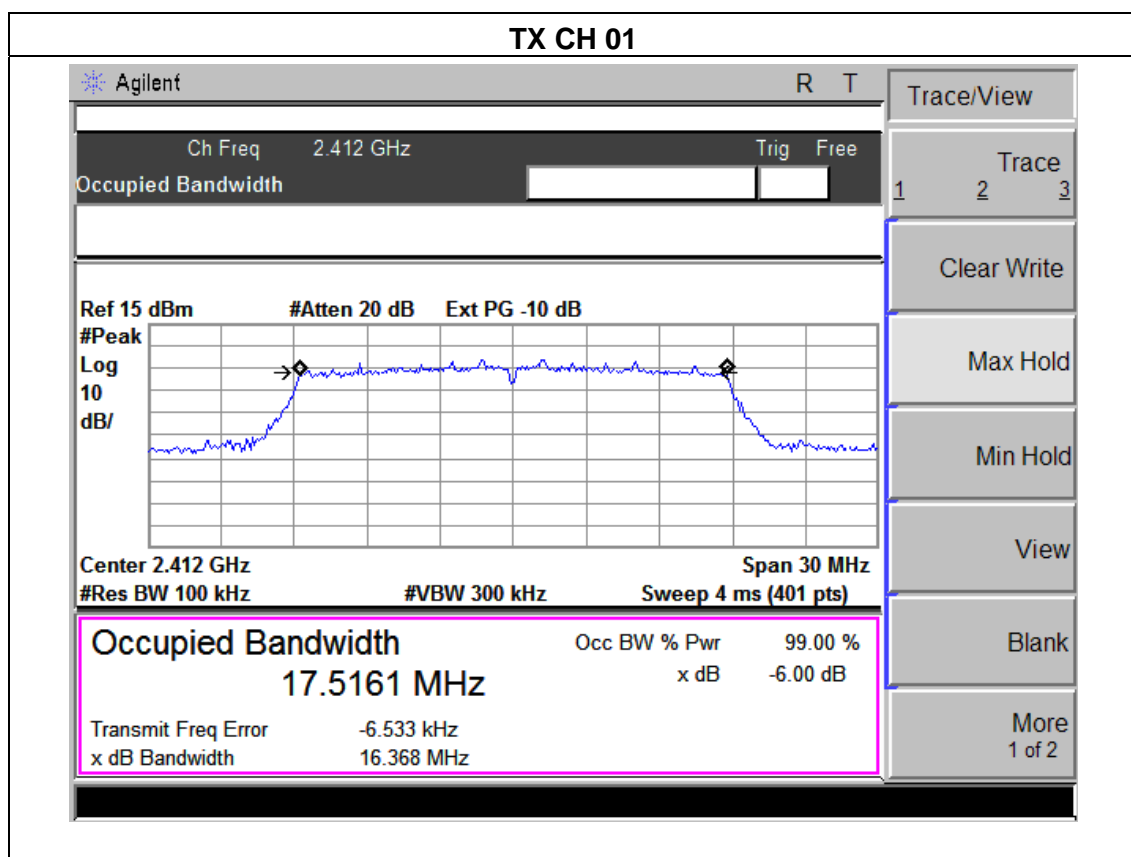 TX CH 01
Agilent R T
Trace/View
Ch Freq 2.412 GHz Trig Free
Occupied Bandwidth
Trace
1 2 3
Clear Write
Max Hold
Min Hold
View
Blank
More
1 of 2
Ref 15 dBm #Atten 20 dB Ext PG -10 dB
#Peak
Log
10
dB/
Center 2.412 GHz Span 30 MHz
#Res BW 100 kHz #VBW 300 kHz Sweep 4 ms (401 pts)
Occupied Bandwidth Occ BW % Pwr 99.00 %
17.5161 MHz x dB -6.00 dB
Transmit Freq Error -6.533 kHz
x dB Bandwidth 16.368 MHz